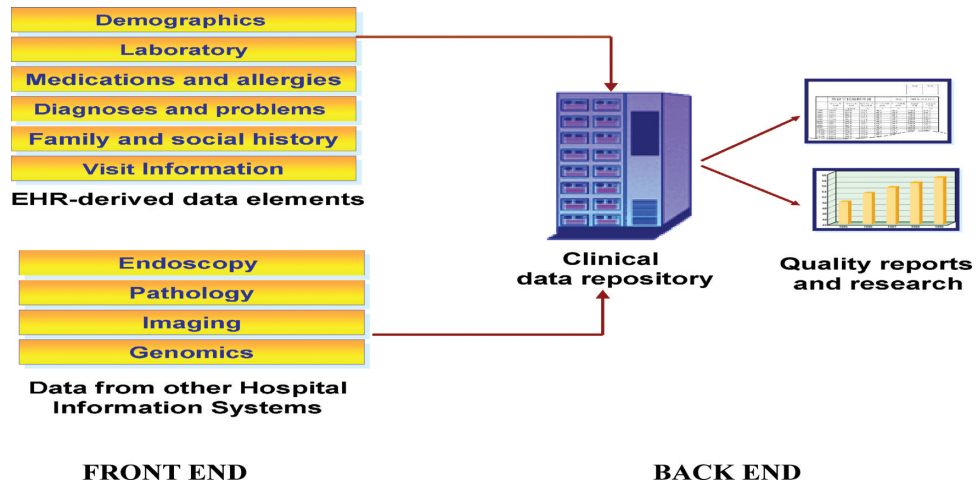 Demographics
Laboratory
Medications and allergies
Diagnoses and problems
Family and social history
Visit Information
EHR-derived data elements
Endoscopy
Pathology
Imaging
Genomics
Data from other Hospital
Information Systems
Clinical
data repository
Quality reports
and research
FRONT END
BACK END